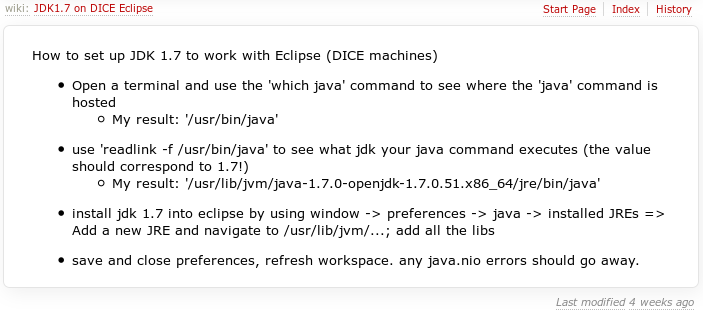 wiki: JDK1.7 on DICE Eclipse
Start Page | Index | History
How to set up JDK 1.7 to work with Eclipse (DICE machines)
Open a terminal and use the 'which java' command to see where the 'java' command is
hosted
My result: '/usr/bin/java'
use 'readlink -f /usr/bin/java' to see what jdk your java command executes (the value
should correspond to 1.7!)
My result: '/usr/lib/jvm/java-1.7.0-openjdk-1.7.0.51.x86_64/jre/bin/java'
install jdk 1.7 into eclipse by using window -> preferences -> java -> installed JREs =>
Add a new JRE and navigate to /usr/lib/jvm/...; add all the libs
save and close preferences, refresh workspace. any java.nio errors should go away.
Last modified 4 weeks ago